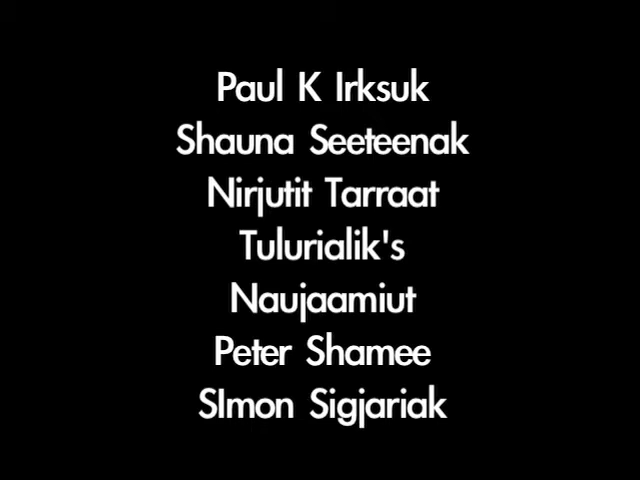 Paul K Irksuk
Shauna Seeteenak
Nirjutit Tarraat
Tulurialik's
Naujaamiut
Peter Shamee
SImon Sigjariak